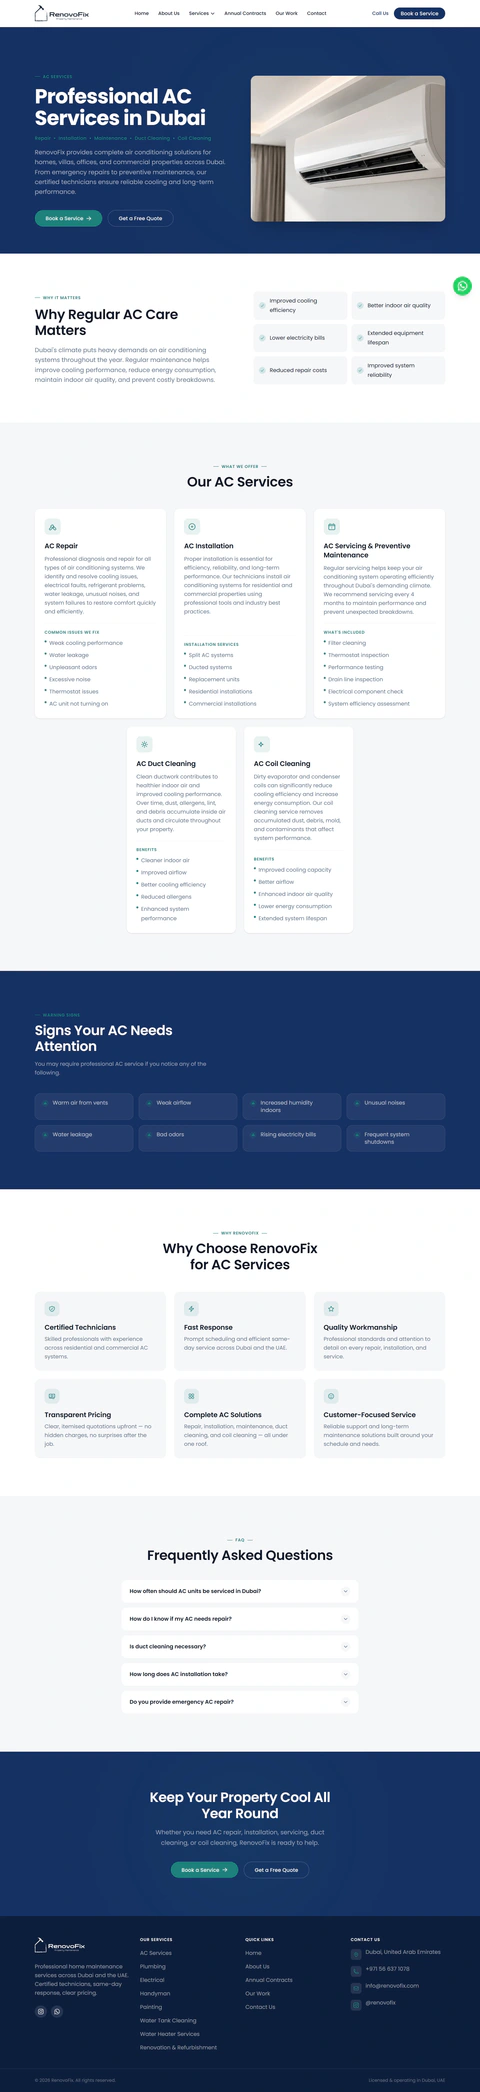 RenovoFix
Home About Us Services Annual Contracts Our Work Contact
Call Us Book a Service
AC SERVICES
Professional AC
Services in Dubai
Repair • Installation • Maintenance • Duct Cleaning • Coil Cleaning
RenovoFix provides complete air conditioning solutions for
homes, villas, offices, and commercial properties across Dubai.
From emergency repairs to preventive maintenance, our
certified technicians ensure reliable cooling and long-term
performance.
Book a Service →
Get a Free Quote
WHY IT MATTERS
Why Regular AC Care
Matters
Dubai's climate puts heavy demands on air conditioning
systems throughout the year. Regular maintenance helps
improve cooling performance, reduce energy consumption,
maintain indoor air quality, and prevent costly breakdowns.
Improved cooling
efficiency
Better indoor air quality
Lower electricity bills
Extended equipment
lifespan
Reduced repair costs
Improved system
reliability
WHAT WE OFFER
Our AC Services
AC Repair
Professional diagnosis and repair for all
types of air conditioning systems. We
identify and resolve cooling issues,
electrical faults, refrigerant problems,
water leakage, unusual noises, and
system failures to restore comfort quickly
and efficiently.
COMMON ISSUES WE FIX
Weak cooling performance
Water leakage
Unpleasant odors
Excessive noise
Thermostat issues
AC unit not turning on
AC Installation
Proper installation is essential for
efficiency, reliability, and long-term
performance. Our technicians install air
conditioning systems for residential and
commercial properties using
professional tools and industry best
practices.
INSTALLATION SERVICES
Split AC systems
Ducted systems
Replacement units
Residential installations
Commercial installations
AC Servicing & Preventive
Maintenance
Regular servicing helps keep your air
conditioning system operating efficiently
throughout Dubai's demanding climate.
We recommend servicing every 4
months to maintain performance and
prevent unexpected breakdowns.
WHAT'S INCLUDED
Filter cleaning
Thermostat inspection
Performance testing
Drain line inspection
Electrical component check
System efficiency assessment
AC Duct Cleaning
Clean ductwork contributes to
healthier indoor air and
improved cooling performance.
Over time, dust, allergens, lint,
and debris accumulate inside air
ducts and circulate throughout
your property.
BENEFITS
Cleaner indoor air
Improved airflow
Better cooling efficiency
Reduced allergens
Enhanced system
performance
AC Coil Cleaning
Dirty evaporator and condenser
coils can significantly reduce
cooling efficiency and increase
energy consumption. Our coil
cleaning service removes
accumulated dust, debris, mold,
and contaminants that affect
system performance.
BENEFITS
Improved cooling capacity
Better airflow
Enhanced indoor air quality
Lower energy consumption
Extended system lifespan
WARNING SIGNS
Signs Your AC Needs
Attention
You may require professional AC service if you notice any of the
following.
Warm air from vents
Weak airflow
Increased humidity
indoors
Unusual noises
Water leakage
Bad odors
Rising electricity bills
Frequent system
shutdowns
WHY RENOVOFIX
Why Choose RenovoFix
for AC Services
Certified Technicians
Skilled professionals with experience
across residential and commercial AC
systems.
Fast Response
Prompt scheduling and efficient same-
day service across Dubai and the UAE.
Quality Workmanship
Professional standards and attention to
detail on every repair, installation, and
service.
Transparent Pricing
Clear, itemised quotations upfront — no
hidden charges, no surprises after the
job.
Complete AC Solutions
Repair, installation, maintenance, duct
cleaning, and coil cleaning — all under
one roof.
Customer-Focused Service
Reliable support and long-term
maintenance solutions built around your
schedule and needs.
FAQ
Frequently Asked Questions
How often should AC units be serviced in Dubai?
How do I know if my AC needs repair?
Is duct cleaning necessary?
How long does AC installation take?
Do you provide emergency AC repair?
Keep Your Property Cool All
Year Round
Whether you need AC repair, installation, servicing, duct
cleaning, or coil cleaning, RenovoFix is ready to help.
Book a Service →
Get a Free Quote
RenovoFix
Professional home maintenance
services across Dubai and the UAE.
Certified technicians, same-day
response, clear pricing.
OUR SERVICES
AC Services
Plumbing
Electrical
Handyman
Painting
Water Tank Cleaning
Water Heater Services
Renovation & Refurbishment
QUICK LINKS
Home
About Us
Annual Contracts
Our Work
Contact Us
CONTACT US
Dubai, United Arab Emirates
+971 56 637 1078
info@renovofix.com
@renovofix
RenovoFix. All rights reserved.
Licensed & operating in Dubai, UAE